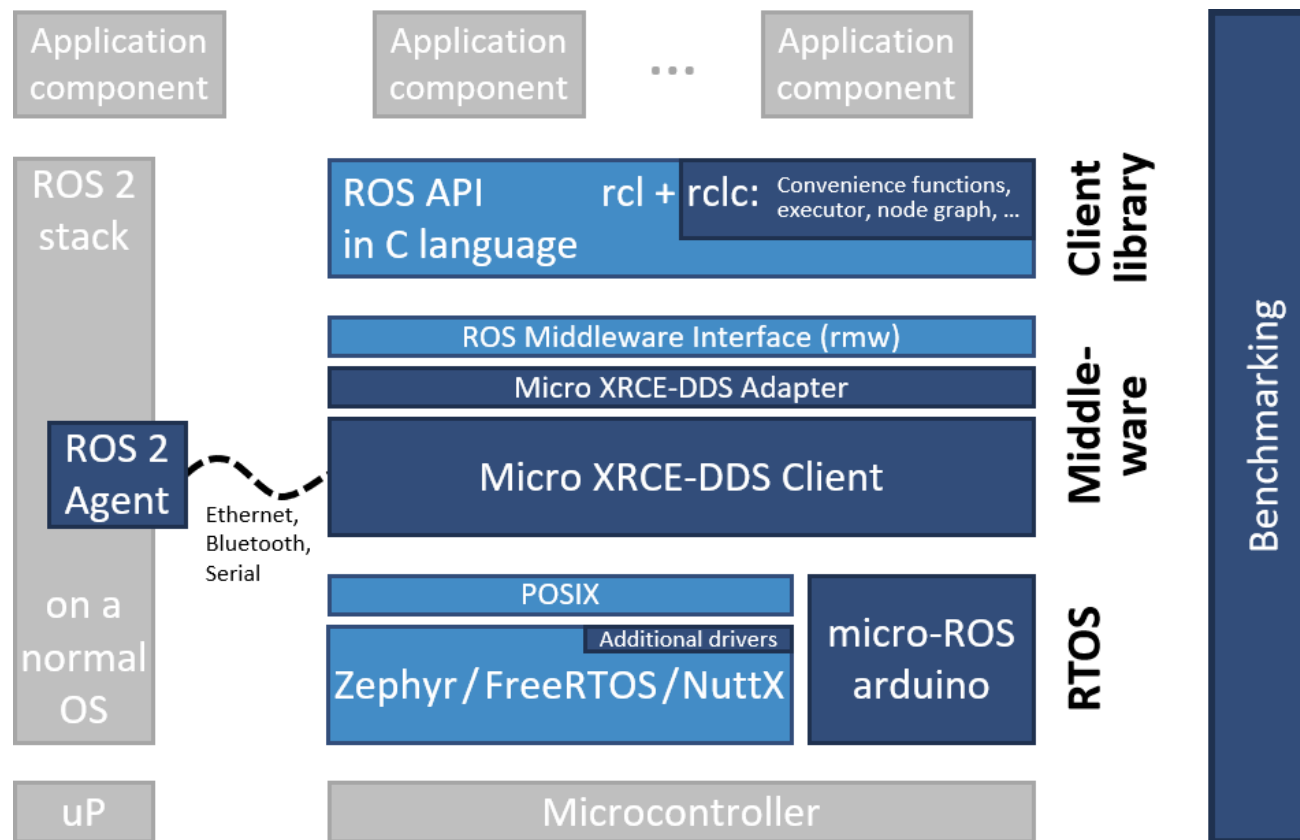 Application
component
Application
component
...
Application
component
ROS 2
stack
on a
normal
OS
ROS 2
Agent
Ethernet,
Bluetooth,
Serial
uP
ROS API
in C language
rcl + rclc:
Convenience functions,
executor, node graph, ...
Client
library
ROS Middleware Interface (rmw)
Micro XRCE-DDS Adapter
Micro XRCE-DDS Client
Middle-
ware
POSIX
Additional drivers
Zephyr/FreeRTOS/NuttX
micro-ROS
arduino
RTOS
Microcontroller
Benchmarking